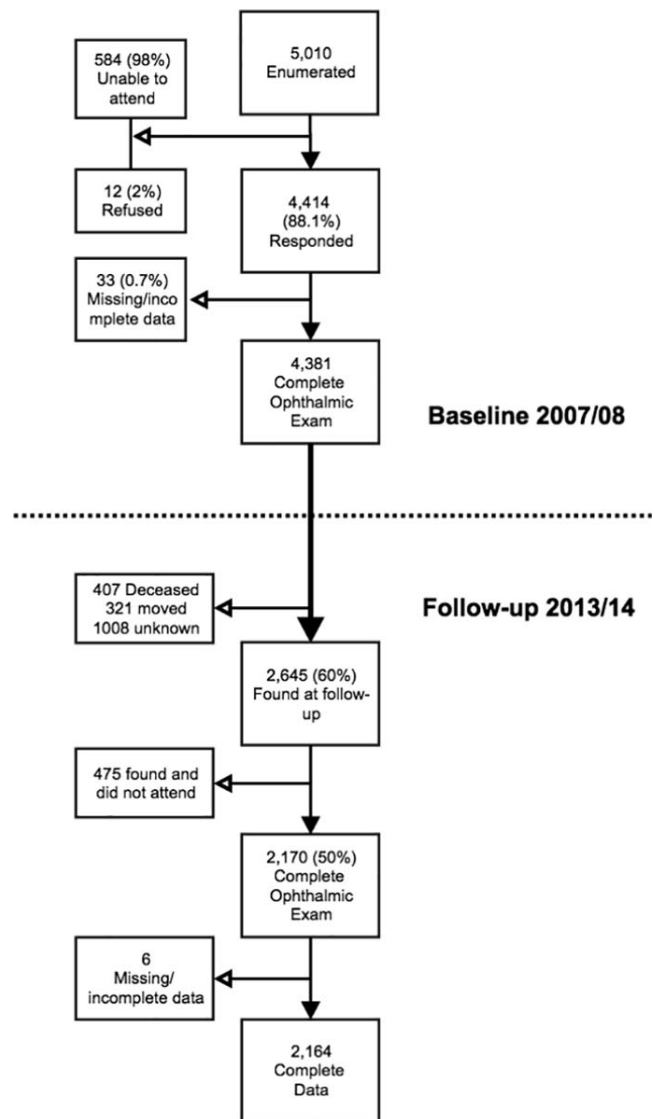 584 (98%)
Unable to
attend
5,010
Enumerated
12 (2%)
Refused
4,414
(88.1%)
Responded
33 (0.7%)
Missing/inco
mplete data
4,381
Complete
Ophthalmic
Exam
Baseline 2007/08
407 Deceased
321 moved
1008 unknown
Follow-up 2013/14
2,645 (60%)
Found at follow-
up
475 found and
did not attend
2,170 (50%)
Complete
Ophthalmic
Exam
6
Missing/
incomplete data
2,164
Complete
Data